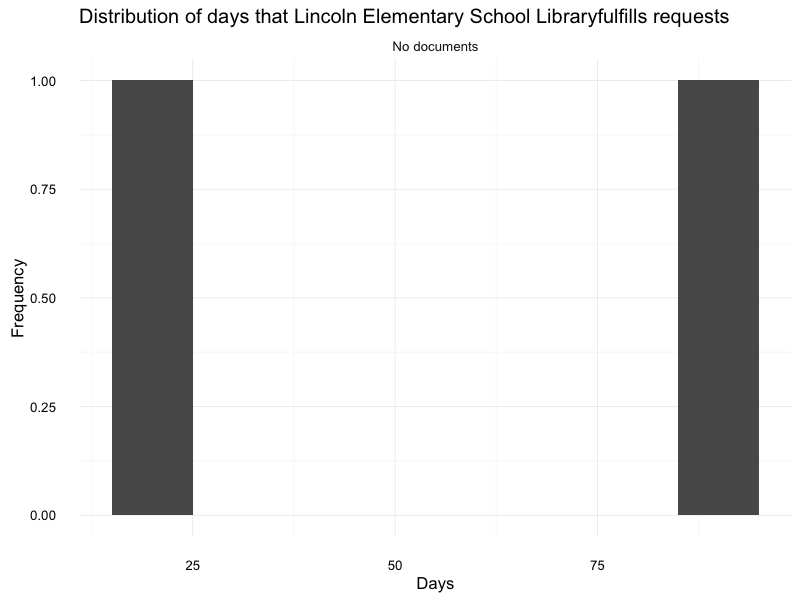 Distribution of days that Lincoln Elementary School Libraryfulfills requests
No documents
1.00
0.75
0.50
0.25
0.00
Frequency
25 50 75
Days